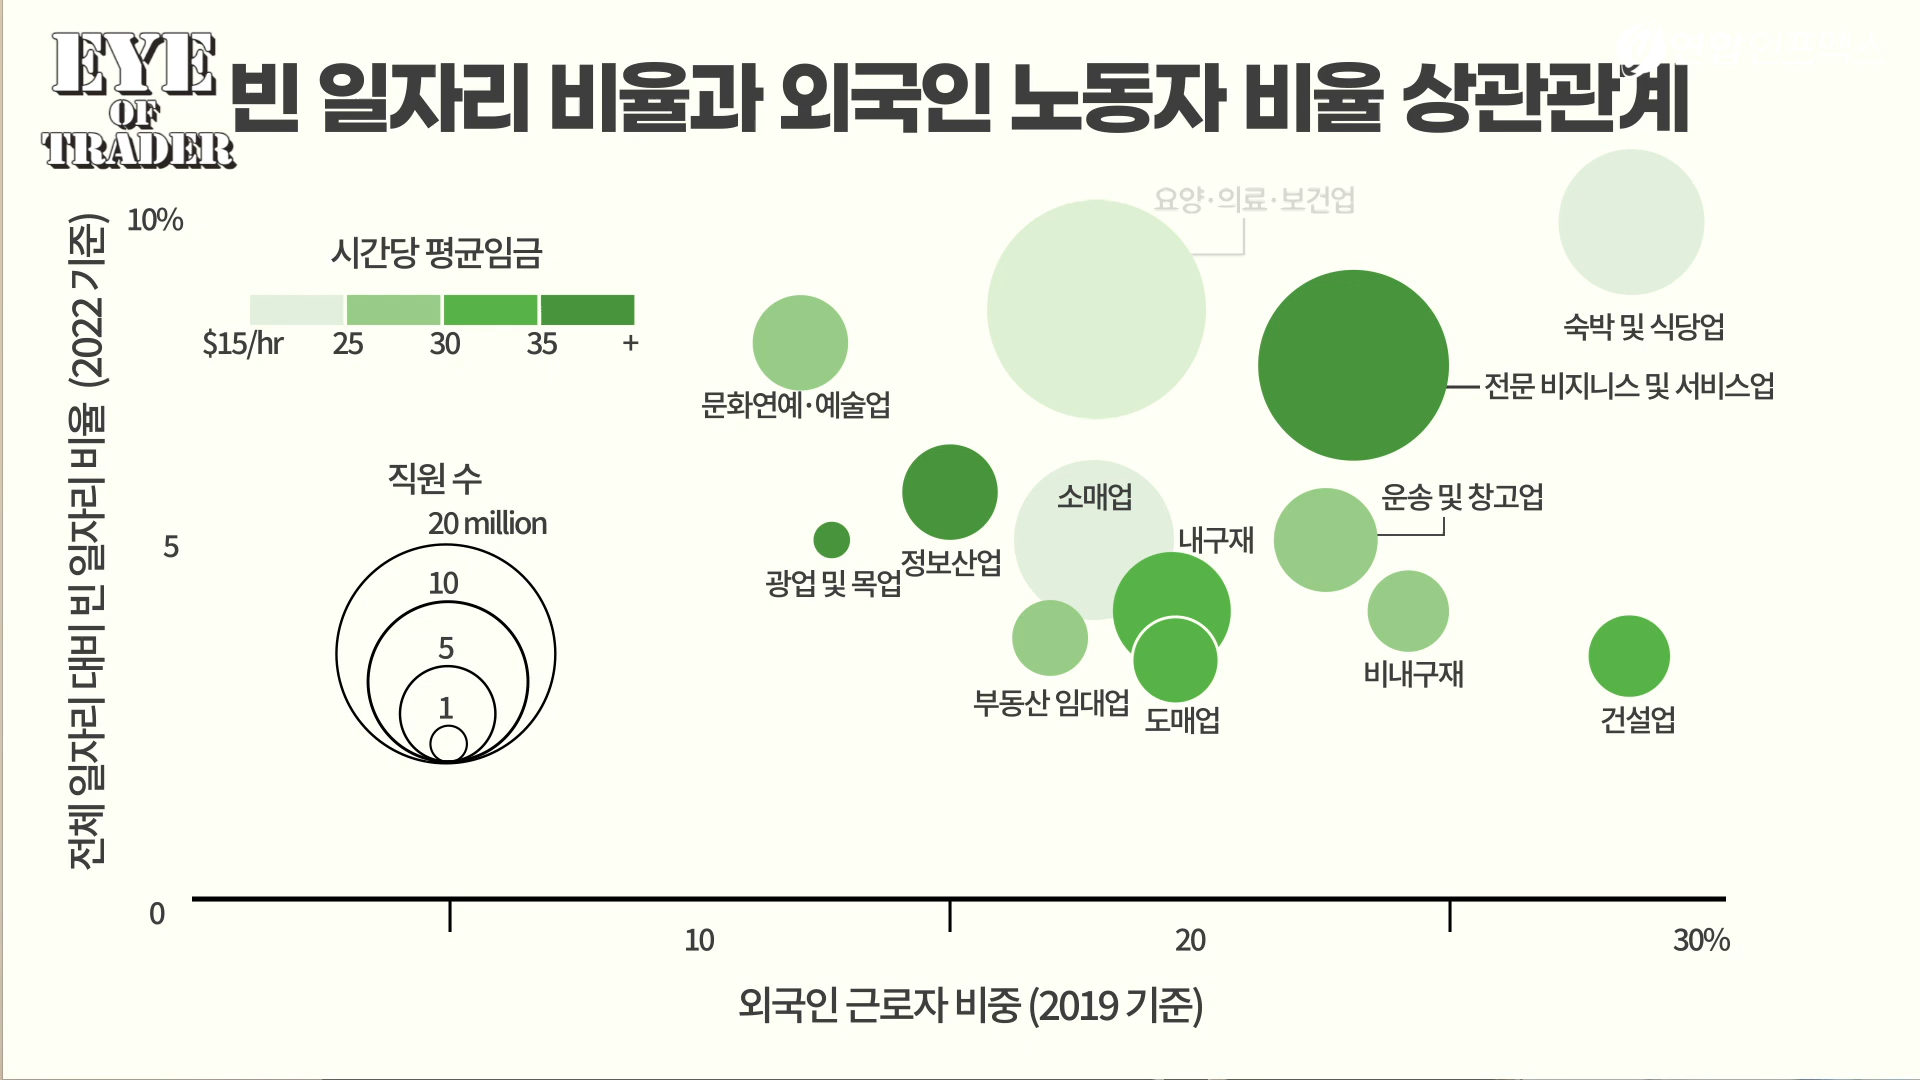 EYE
OF
TRADER
빈 일자리 비율과 외국인 노동자 비율 상관관계
전체 일자리 대비 빈 일자리 비율 (2022 기준)
10%
5
0
시간당 평균임금
$15/hr 25 30 35 +
직원 수
20 million
10
5
1
요양·의료·보건업
숙박 및 식당업
전문 비지니스 및 서비스업
문화연예·예술업
소매업
운송 및 창고업
내구재
정보산업
광업 및 목업
비내구재
부동산 임대업
도매업
건설업
10 20 30%
외국인 근로자 비중 (2019 기준)